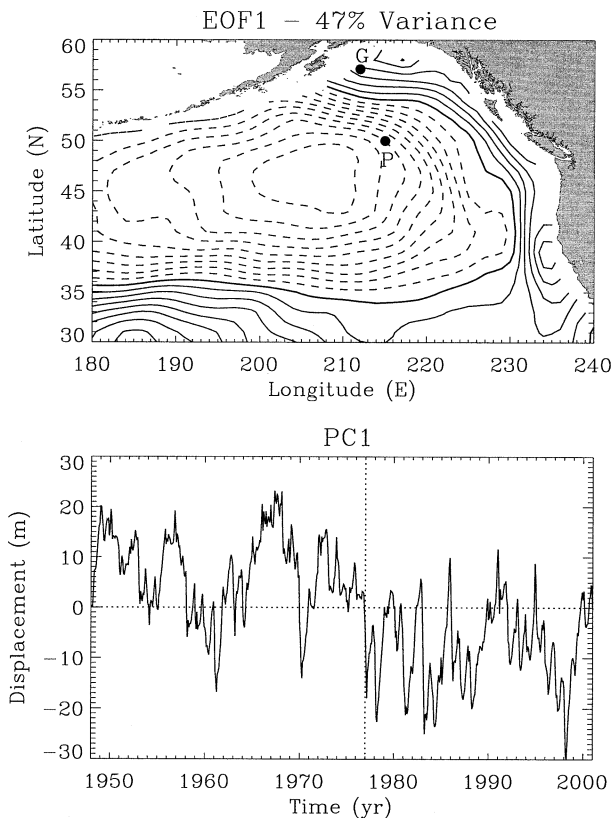 EOF1 - 47% Variance
60
55
50
45
40
35
30
G
P
Latitude (N)
180 190 200 210 220 230 240
Longitude (E)
PC1
30
20
10
0
-10
-20
-30
Displacement (m)
1950 1960 1970 1980 1990 2000
Time (yr)